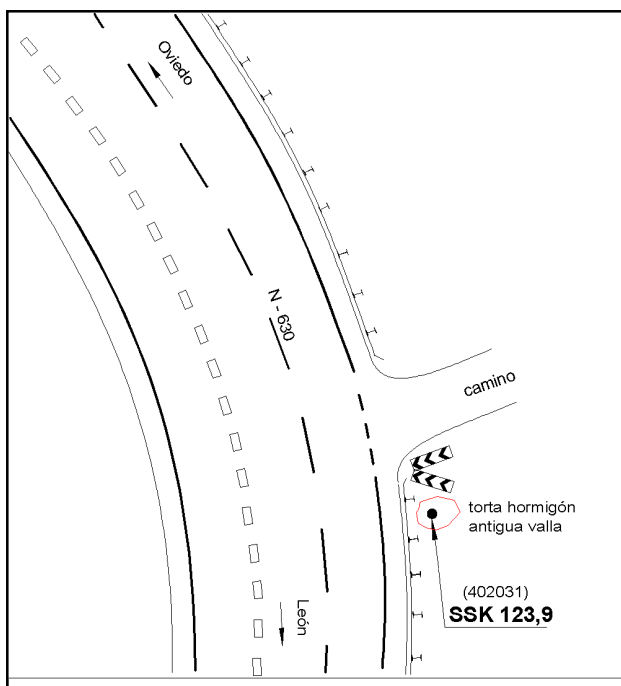 Oviedo
N - 630
camino
torta hormigón
antigua valla
(402031)
SSK 123,9
León